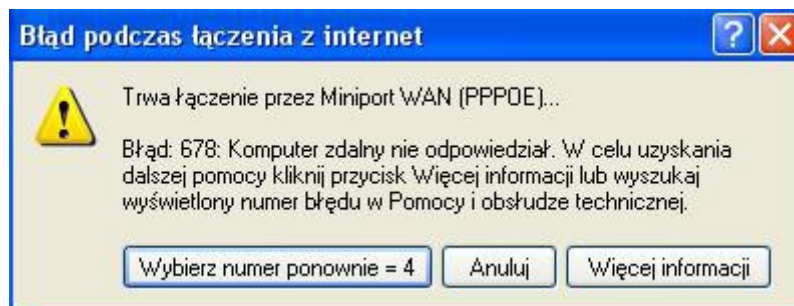 Błąd podczas łączenia z internet
Trwa łączenie przez Miniport WAN (PPPOE)...
Błąd: 678: Komputer zdalny nie odpowiedział. W celu uzyskania
dalszej pomocy kliknij przycisk Więcej informacji lub wyszukaj
wyświetlony numer błędu w Pomocy i obsłudze technicznej.
Wybierz numer ponownie = 4 Anuluj Więcej informacji